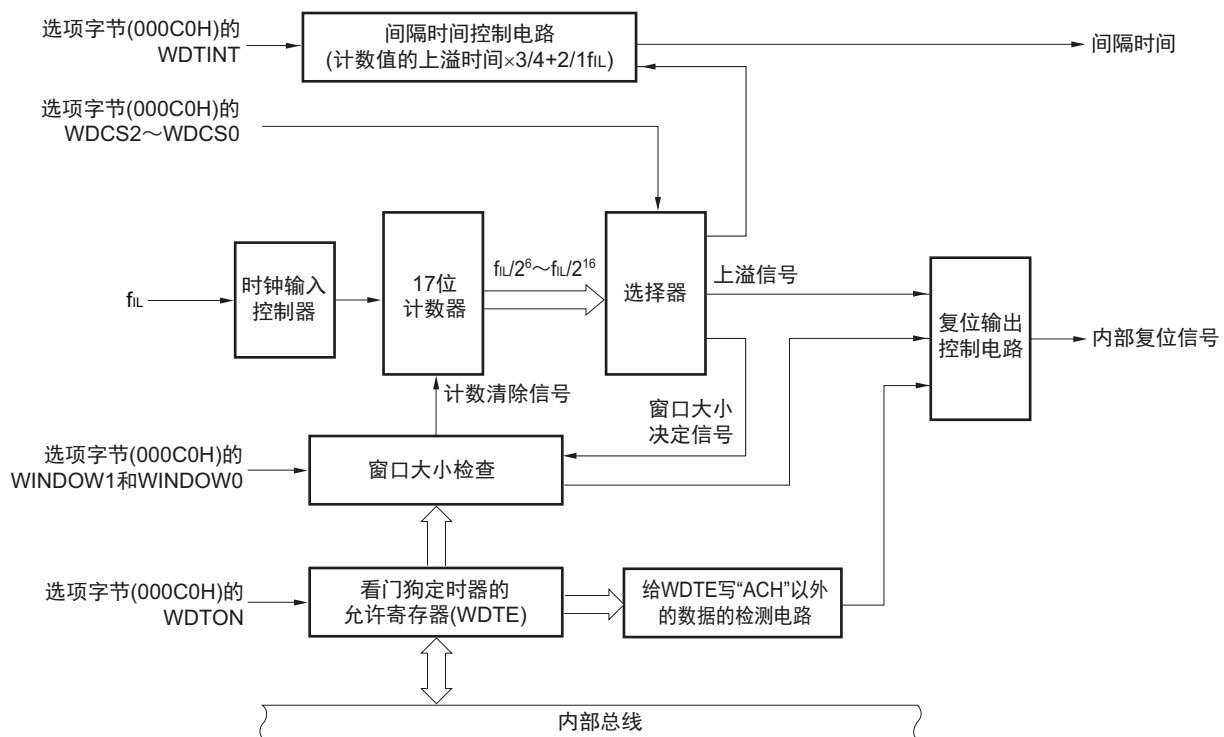 选项字节(000C0H)的
WDTINT
间隔时间控制电路
(计数值的上溢时间×3/4+2/1fIL)
间隔时间
选项字节(000C0H)的
WDCS2～WDCS0
fIL
时钟输入
控制器
17位
计数器
fIL/2⁶～fIL/2¹⁶
选择器
上溢信号
复位输出
控制电路
内部复位信号
计数清除信号
窗口大小
决定信号
选项字节(000C0H)的
WINDOW1和WINDOW0
窗口大小检查
选项字节(000C0H)的
WDTON
看门狗定时器的
允许寄存器(WDTE)
给WDTE写“ACH”以外
的数据的检测电路
内部总线